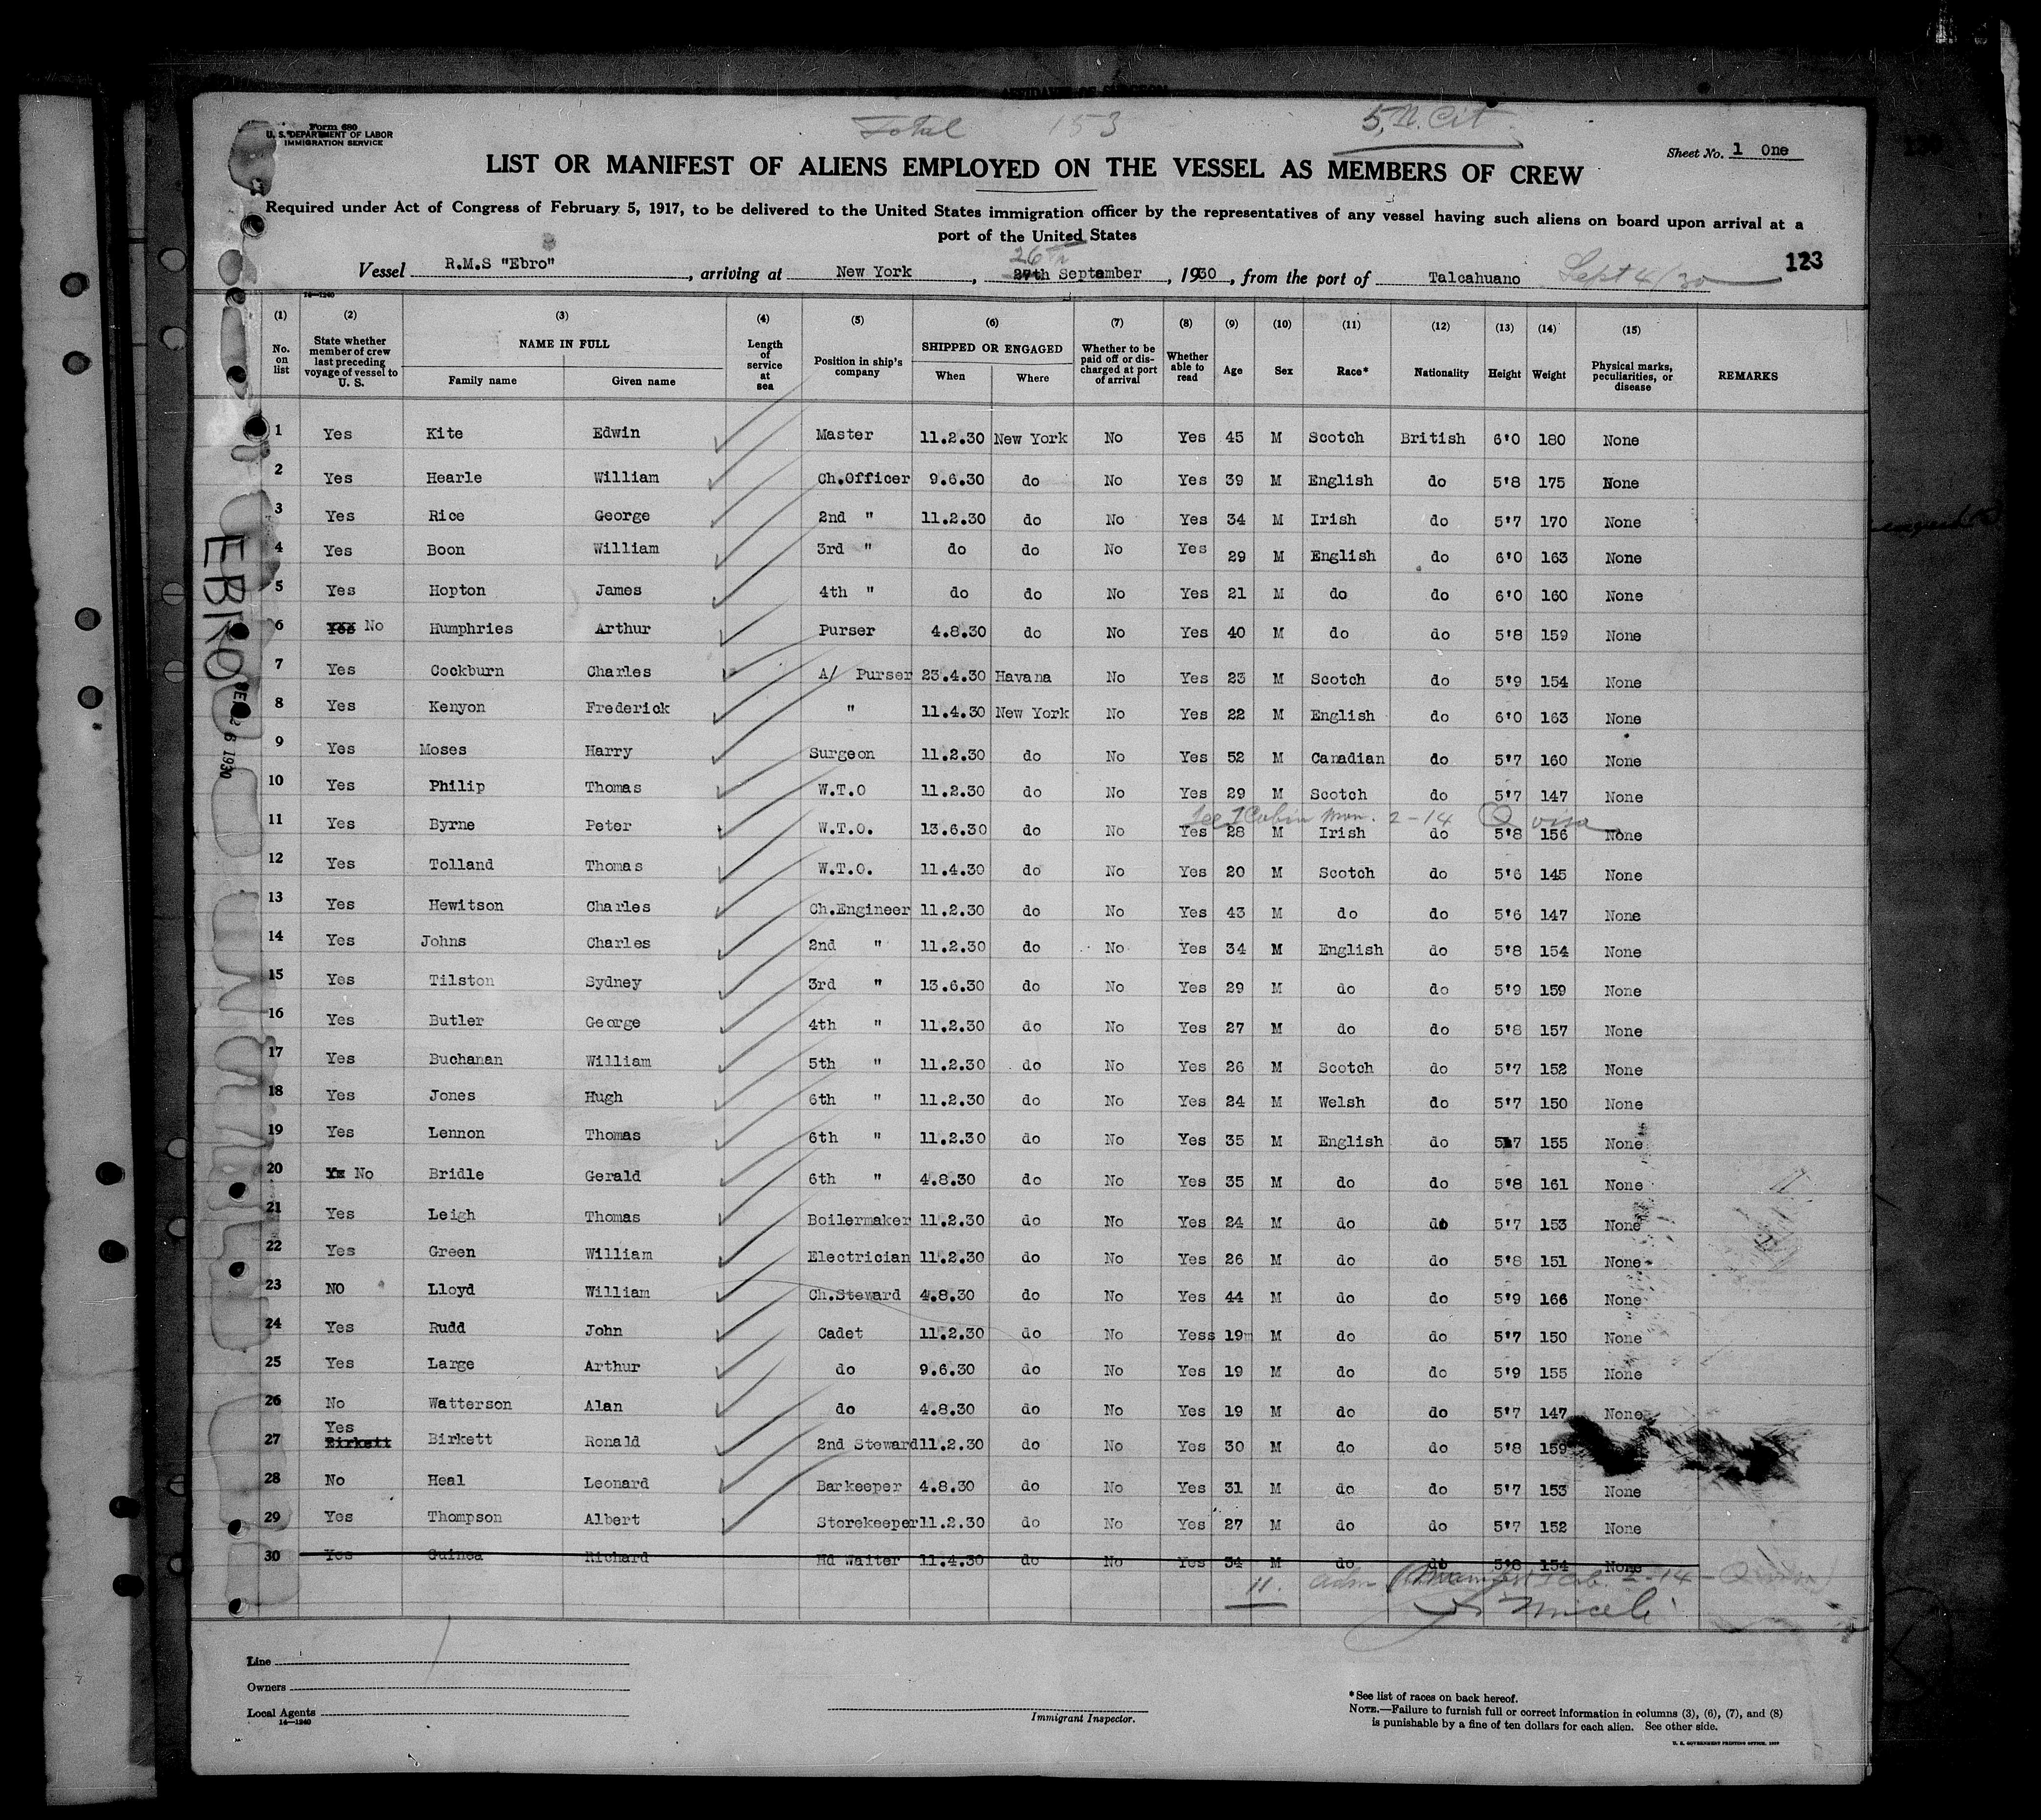 Total 153 5, N. Cit
Form 680
U. S. DEPARTMENT OF LABOR
IMMIGRATION SERVICE
Sheet No. 1 One
LIST OR MANIFEST OF ALIENS EMPLOYED ON THE VESSEL AS MEMBERS OF CREW
Required under Act of Congress of February 5, 1917, to be delivered to the United States immigration officer by the representatives of any vessel having such aliens on board upon arrival at a
port of the United States
123
26th
Vessel R.M.S "Ebro", arriving at New York, 27th September, 1930, from the port of Talcahuano Sept 4/30
14—1240
(1) (2) (3) (4) (5) (6) (7) (8) (9) (10) (11) (12) (13) (14) (15)
No. on list State whether member of crew last preceding voyage of vessel to U. S. NAME IN FULL Family name Given name Length of service at sea Position in ship's company SHIPPED OR ENGAGED When Where Whether to be paid off or discharged at port of arrival Whether able to read Age Sex Race* Nationality Height Weight Physical marks, peculiarities, or disease REMARKS
1 Yes Kite Edwin Master 11.2.30 New York No Yes 45 M Scotch British 6'0 180 None
2 Yes Hearle William Ch.Officer 9.6.30 do No Yes 39 M English do 5'8 175 None
3 Yes Rice George 2nd " 11.2.30 do No Yes 34 M Irish do 5'7 170 None
4 Yes Boon William 3rd " do do No Yes 29 M English do 6'0 163 None
5 Yes Hopton James 4th " do do No Yes 21 M do do 6'0 160 None
6 Yes No Humphries Arthur Purser 4.8.30 do No Yes 40 M do do 5'8 159 None
7 Yes Cockburn Charles A/ Purser 23.4.30 Havana No Yes 23 M Scotch do 5'9 154 None
8 Yes Kenyon Frederick " 11.4.30 New York No Yes 22 M English do 6'0 163 None
9 Yes Moses Harry Surgeon 11.2.30 do No Yes 52 M Canadian do 5'7 160 None
10 Yes Philip Thomas W.T.O 11.2.30 do No Yes 29 M Scotch do 5'7 147 None
See 1 Cabin Man. 2-14 Q visa
11 Yes Byrne Peter W.T.O. 13.6.30 do No Yes 28 M Irish do 5'8 156 None
12 Yes Tolland Thomas W.T.O. 11.4.30 do No Yes 20 M Scotch do 5'6 145 None
13 Yes Hewitson Charles Ch.Engineer 11.2.30 do No Yes 43 M do do 5'6 147 None
14 Yes Johns Charles 2nd " 11.2.30 do No Yes 34 M English do 5'8 154 None
15 Yes Tilston Sydney 3rd " 13.6.30 do No Yes 29 M do do 5'9 159 None
16 Yes Butler George 4th " 11.2.30 do No Yes 27 M do do 5'8 157 None
17 Yes Buchanan William 5th " 11.2.30 do No Yes 26 M Scotch do 5'7 152 None
18 Yes Jones Hugh 6th " 11.2.30 do No Yes 24 M Welsh do 5'7 150 None
19 Yes Lennon Thomas 6th " 11.2.30 do No Yes 35 M English do 5'7 155 None
20 Yx No Bridle Gerald 6th " 4.8.30 do No Yes 35 M do do 5'8 161 None
21 Yes Leigh Thomas Boilermaker 11.2.30 do No Yes 24 M do do 5'7 153 None
22 Yes Green William Electrician 11.2.30 do No Yes 26 M do do 5'8 151 None
23 NO Lloyd William Ch.Steward 4.8.30 do No Yes 44 M do do 5'9 166 None
24 Yes Rudd John Cadet 11.2.30 do No Yess 19 M do do 5'7 150 None
25 Yes Large Arthur do 9.6.30 do No Yes 19 M do do 5'9 155 None
26 No Watterson Alan do 4.8.30 do No Yes 19 M do do 5'7 147 None
27 Yes Birkett Birkett Ronald 2nd Steward 11.2.30 do No Yes 30 M do do 5'8 159
28 No Heal Leonard Barkeeper 4.8.30 do No Yes 31 M do do 5'7 153 None
29 Yes Thompson Albert Storekeeper 11.2.30 do No Yes 27 M do do 5'7 152 None
30 Yes Guinea Richard Hd Waiter 11.4.30 do No Yes 34 M do do 5'8 154 None
11. adm (Manifest 1 Cab. 2-14 - Q visa)
Miceli
EBRO
SEP 26 1930
Line
Owners
Local Agents
14—1240
Immigrant Inspector.
*See list of races on back hereof.
NOTE.—Failure to furnish full or correct information in columns (3), (6), (7), and (8)
is punishable by a fine of ten dollars for each alien. See other side.
U. S. GOVERNMENT PRINTING OFFICE: 1929